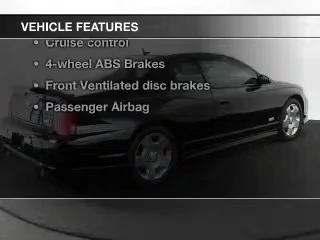 VEHICLE FEATURES
• Cruise control
• 4-wheel ABS Brakes
• Front Ventilated disc brakes
• Passenger Airbag